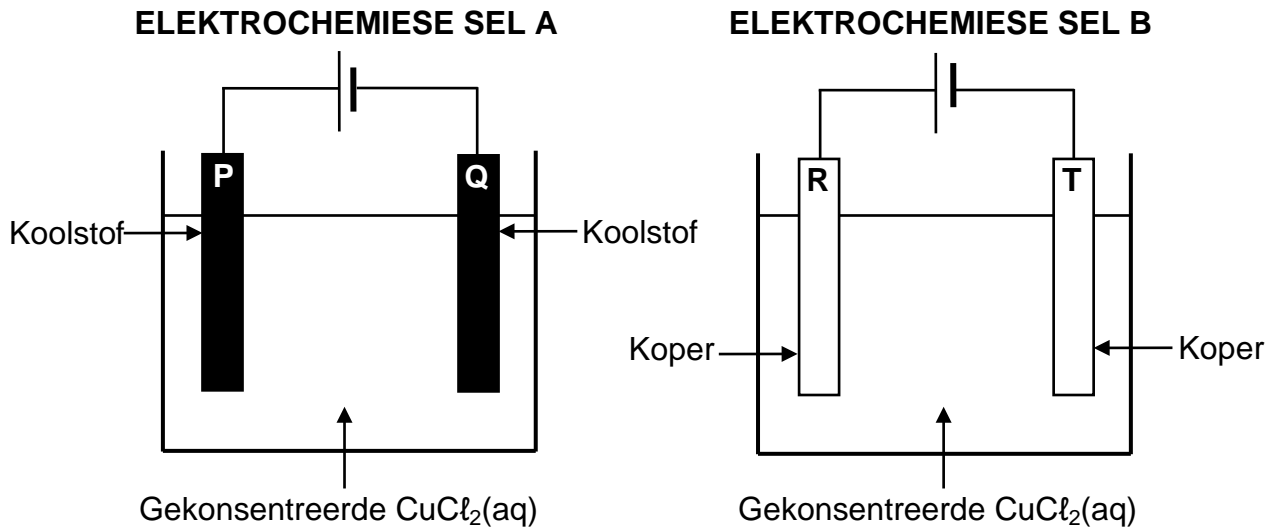 ELEKTROCHEMIESE SEL A
ELEKTROCHEMIESE SEL B
P
Q
R
T
Koolstof
Koolstof
Koper
Koper
Gekonsentreerde CuCℓ₂(aq)
Gekonsentreerde CuCℓ₂(aq)